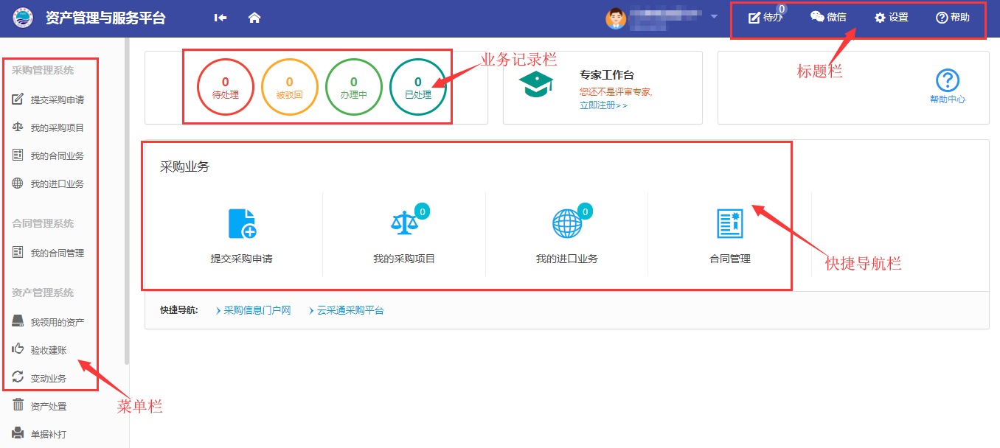 资产管理与服务平台
待办 0
微信
设置
帮助
标题栏
采购管理系统
提交采购申请
我的采购项目
我的合同业务
我的进口业务
合同管理系统
我的合同管理
资产管理系统
我领用的资产
验收建账
变动业务
资产处置
单据补打
菜单栏
0
待处理
0
被驳回
0
办理中
0
已处理
业务记录栏
专家工作台
您还不是评审专家,
立即注册>>
帮助中心
采购业务
提交采购申请
0
我的采购项目
0
我的进口业务
合同管理
快捷导航栏
快捷导航:
采购信息门户网
云采通采购平台